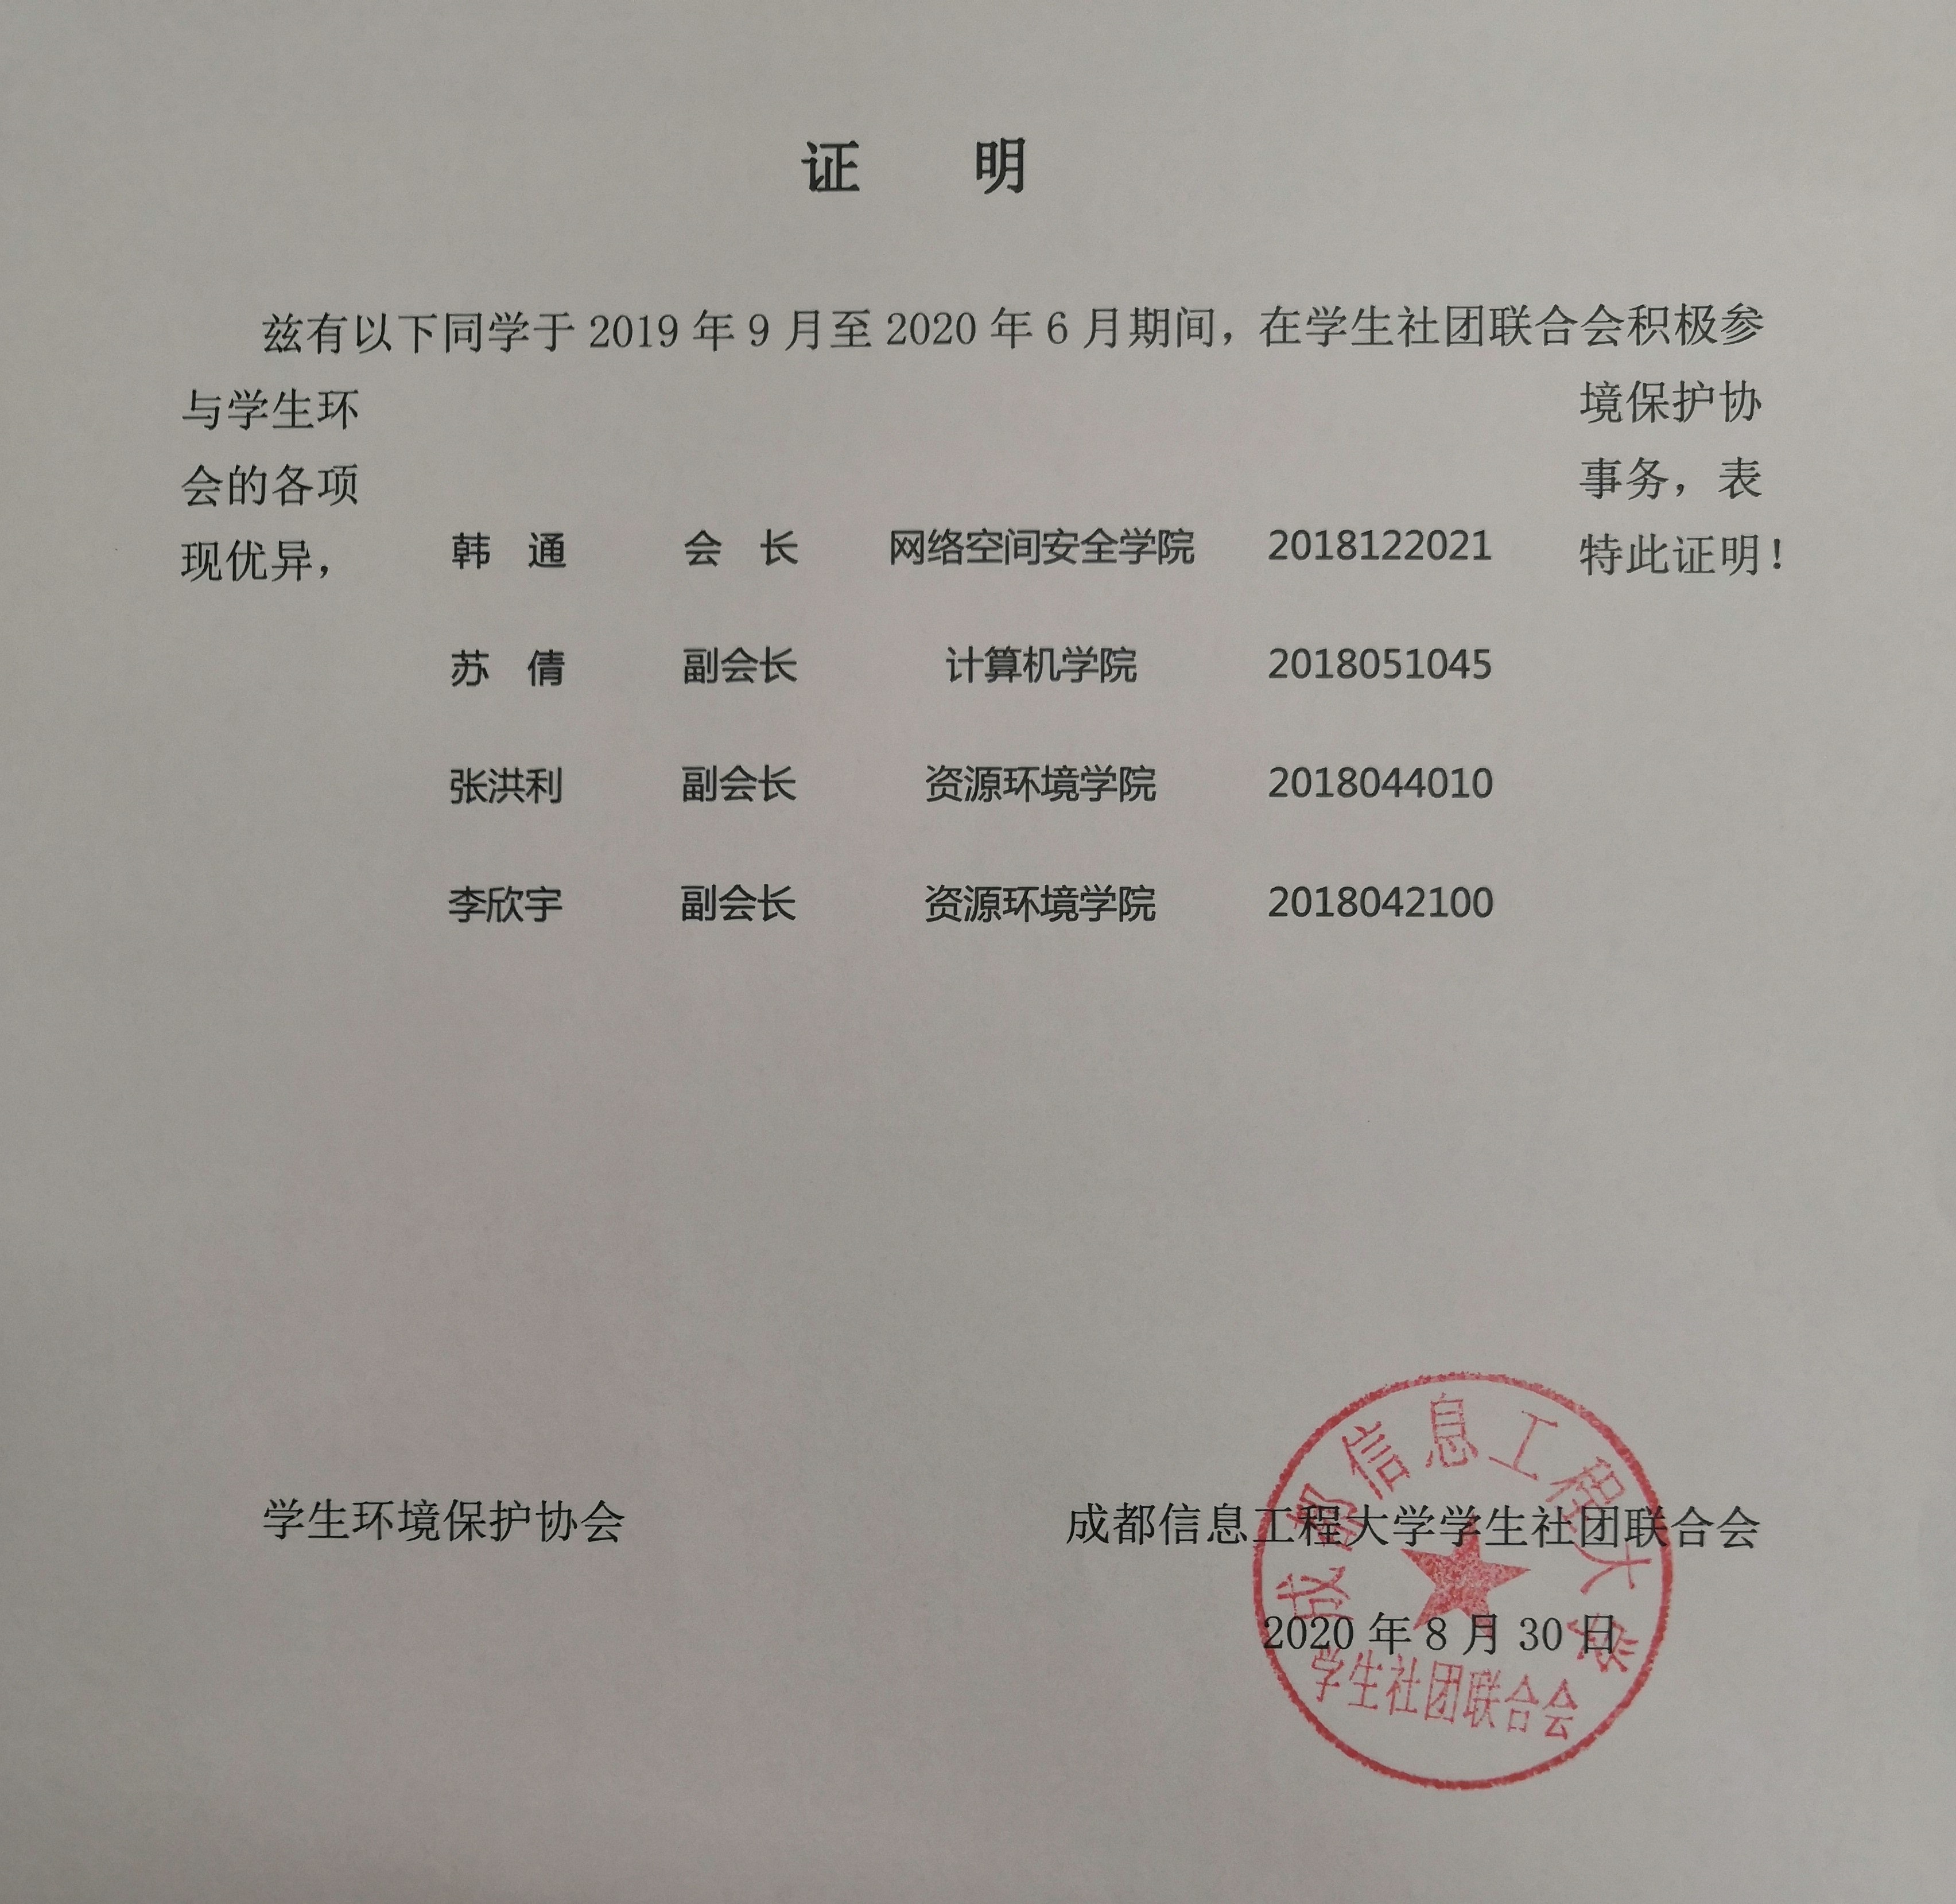 证 明
兹有以下同学于 2019 年 9 月至 2020 年 6 月期间，在学生社团联合会积极参
与学生环 境保护协
会的各项 事务，表
现优异， 特此证明！
韩 通 会 长 网络空间安全学院 2018122021
苏 倩 副会长 计算机学院 2018051045
张洪利 副会长 资源环境学院 2018044010
李欣宇 副会长 资源环境学院 2018042100
学生环境保护协会 成都信息工程大学学生社团联合会
2020 年 8 月 30 日
成都信息工程大学
学生社团联合会